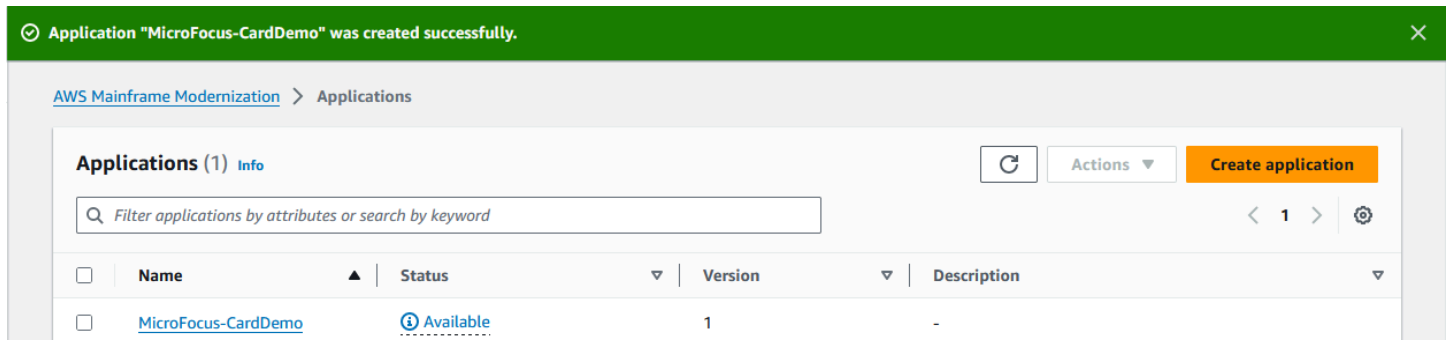 Application "MicroFocus-CardDemo" was created successfully.
AWS Mainframe Modernization > Applications
Applications (1) Info
Actions
Create application
Filter applications by attributes or search by keyword
1
Name Status Version Description
MicroFocus-CardDemo Available 1 -